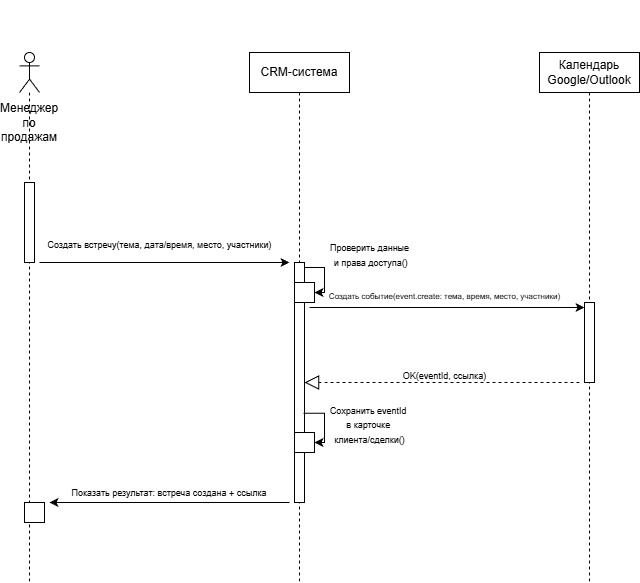 CRM-система
Календарь
Google/Outlook
Менеджер
по
продажам
Создать встречу(тема, дата/время, место, участники)
Проверить данные
и права доступа()
Создать событие(event.create: тема, время, место, участники)
OK(eventId, ссылка)
Сохранить eventId
в карточке
клиента/сделки()
Показать результат: встреча создана + ссылка